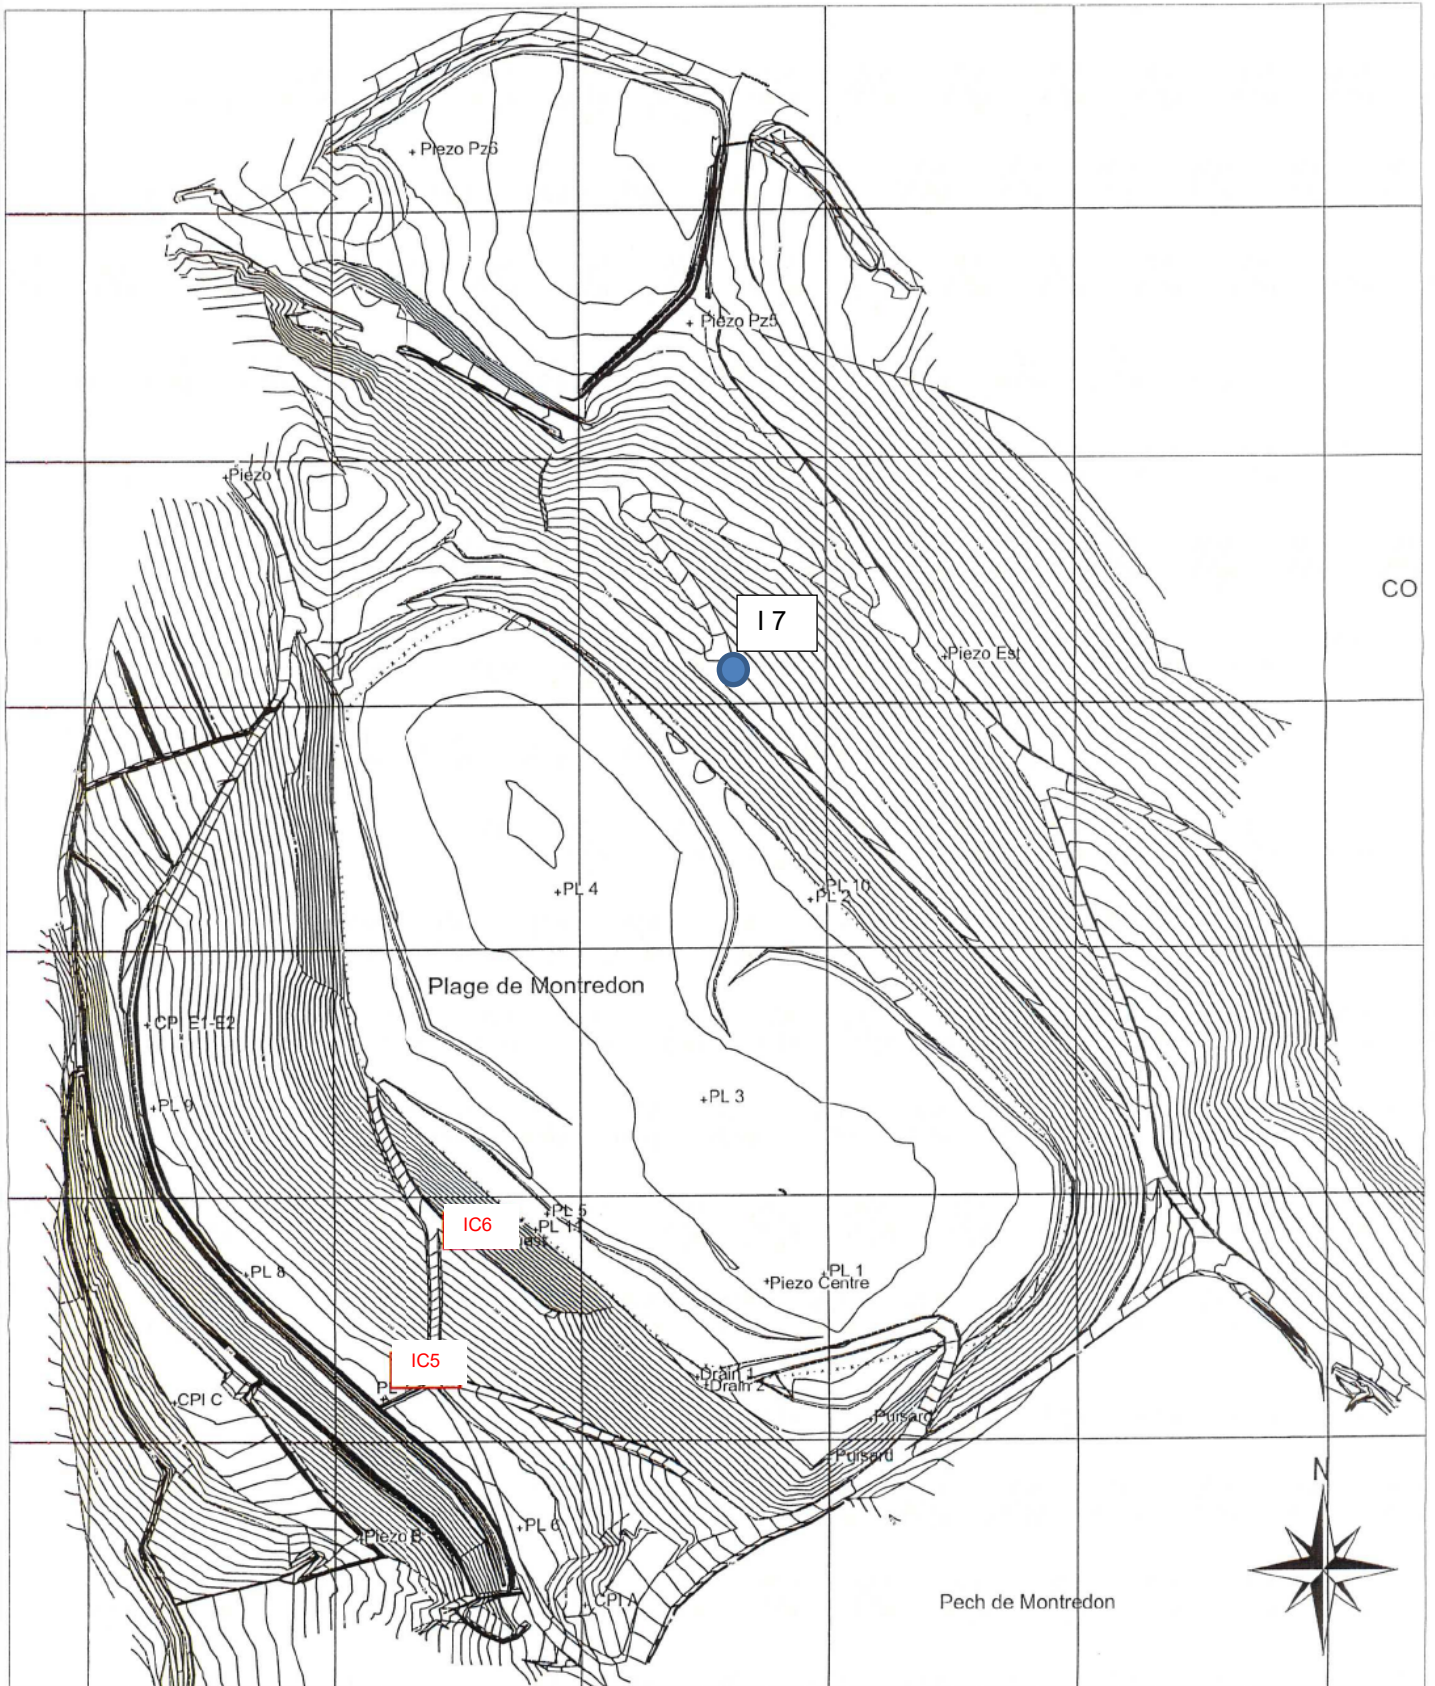 Piezo Pz6
Piezo Pz5
Piezo I
CO
I 7
Piezo Est
PL 10
PL 2
PL 4
Plage de Montredon
CPI E1-E2
PL 3
PL 9
PL 5
IC6
PL 11
PL 8
PL 1
Piezo Centre
IC5
Drain 1
Drain 2
PL
CPI C
Puisard
Puisard
N
PL 6
Piezo B
CPI A
Pech de Montredon